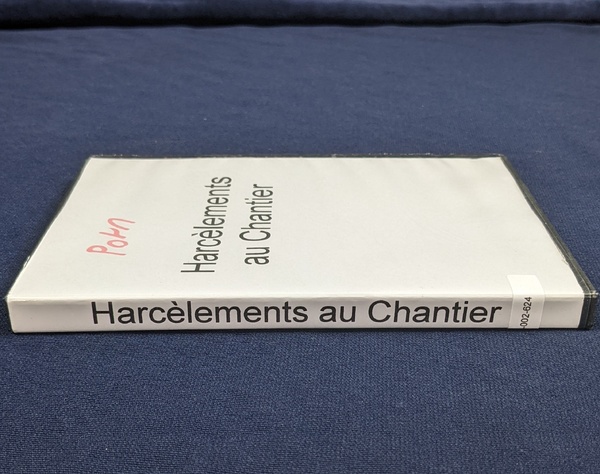 Porn
Harcèlements
au Chantier
Harcèlements au Chantier
-002-624